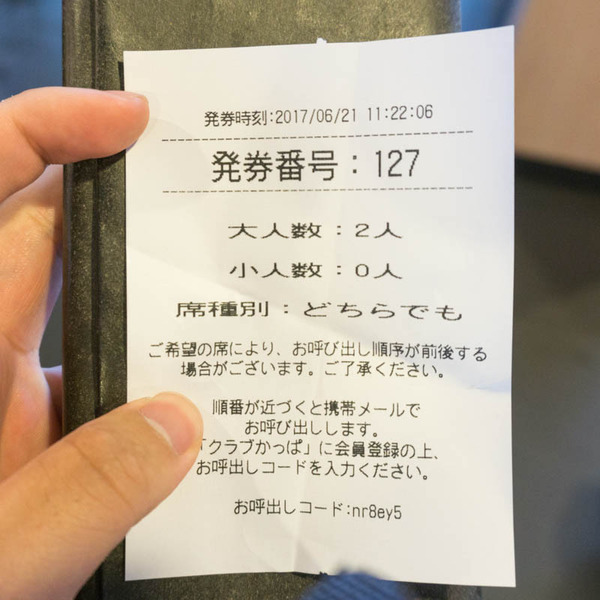 発券時刻:2017/06/21 11:22:06
発券番号：127
大人数：2人
小人数：0人
席種別：どちらでも
ご希望の席により、お呼び出し順序が前後する
場合がございます。ご了承ください。
順番が近づくと携帯メールで
お呼び出しします。
「クラブかっぱ」に会員登録の上、
お呼出しコードを入力ください。
お呼出しコード:nr8ey5